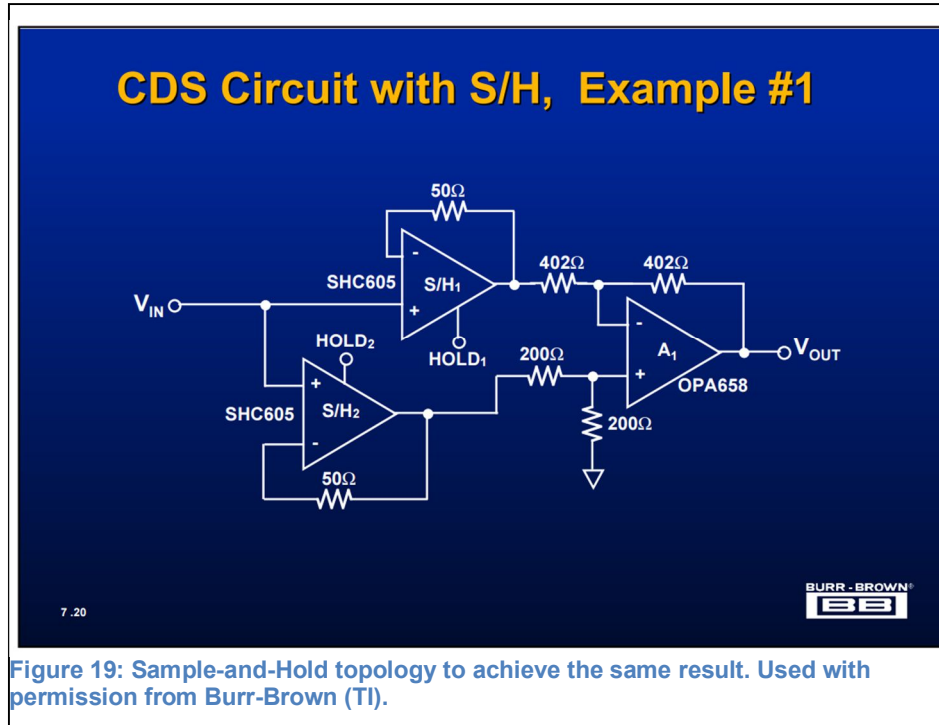 CDS Circuit with S/H, Example #1
50Ω
SHC605
S/H1
-
+
HOLD1
402Ω
402Ω
VIN
HOLD2
SHC605
S/H2
+
-
50Ω
200Ω
200Ω
-
+
A1
OPA658
VOUT
7 .20
BURR - BROWN®
BB
Figure 19: Sample-and-Hold topology to achieve the same result. Used with
permission from Burr-Brown (TI).